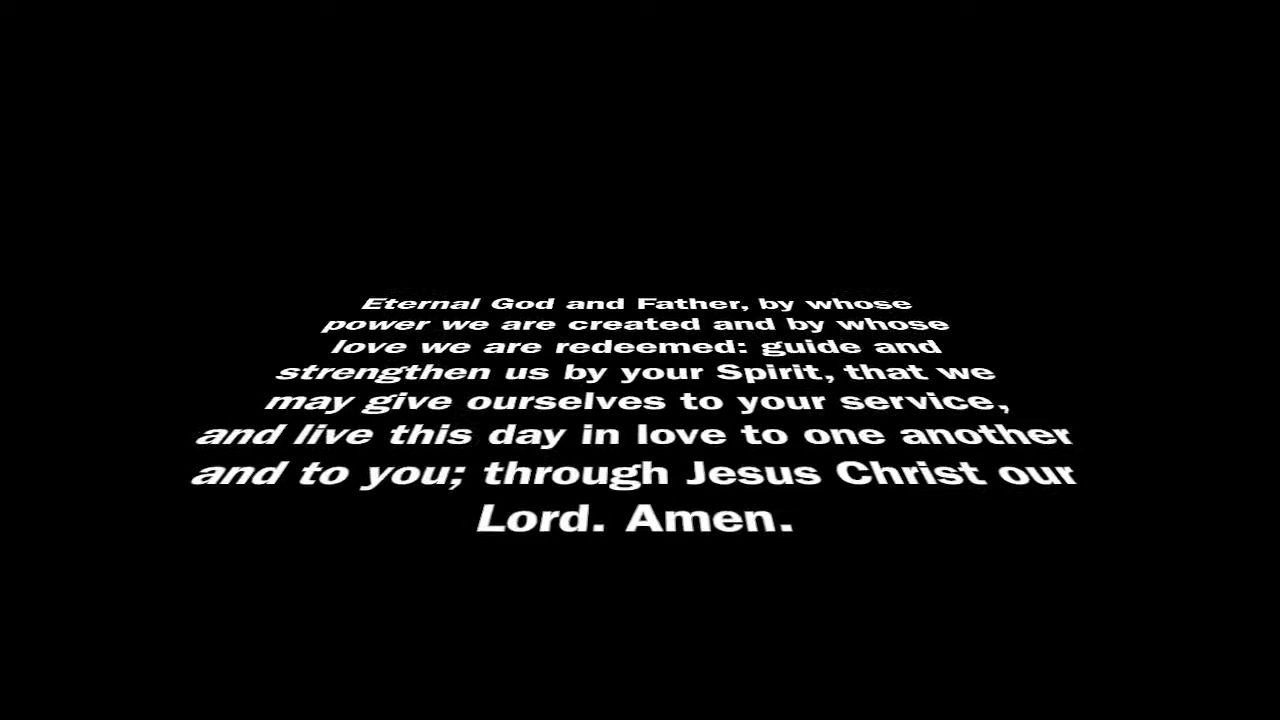 Eternal God and Father, by whose
power we are created and by whose
love we are redeemed: guide and
strengthen us by your Spirit, that we
may give ourselves to your service,
and live this day in love to one another
and to you; through Jesus Christ our
Lord. Amen.